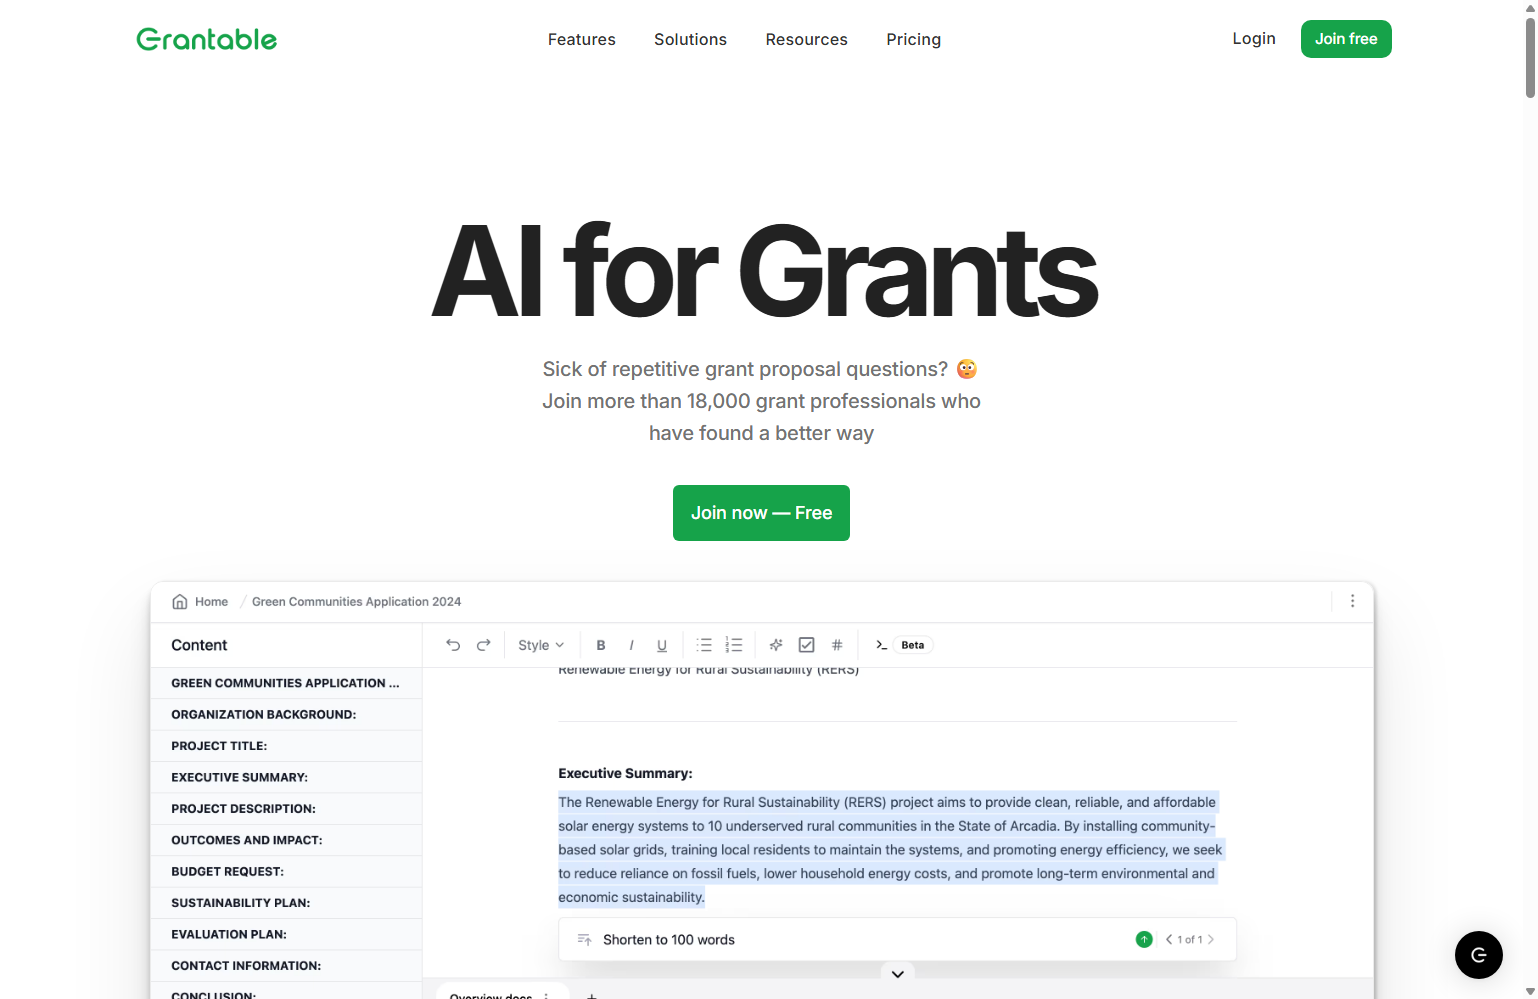 Grantable
Features
Solutions
Resources
Pricing
Login
Join free
AI for Grants
Sick of repetitive grant proposal questions? 😳
Join more than 18,000 grant professionals who
have found a better way
Join now — Free
Home / Green Communities Application 2024
Content
Style
B I U
#
>_ Beta
GREEN COMMUNITIES APPLICATION ...
ORGANIZATION BACKGROUND:
PROJECT TITLE:
EXECUTIVE SUMMARY:
PROJECT DESCRIPTION:
OUTCOMES AND IMPACT:
BUDGET REQUEST:
SUSTAINABILITY PLAN:
EVALUATION PLAN:
CONTACT INFORMATION:
CONCLUSION:
Renewable Energy for Rural Sustainability (RERS)
Executive Summary:
The Renewable Energy for Rural Sustainability (RERS) project aims to provide clean, reliable, and affordable
solar energy systems to 10 underserved rural communities in the State of Arcadia. By installing community-
based solar grids, training local residents to maintain the systems, and promoting energy efficiency, we seek
to reduce reliance on fossil fuels, lower household energy costs, and promote long-term environmental and
economic sustainability.
Shorten to 100 words
1 of 1
Overview docs
+
G